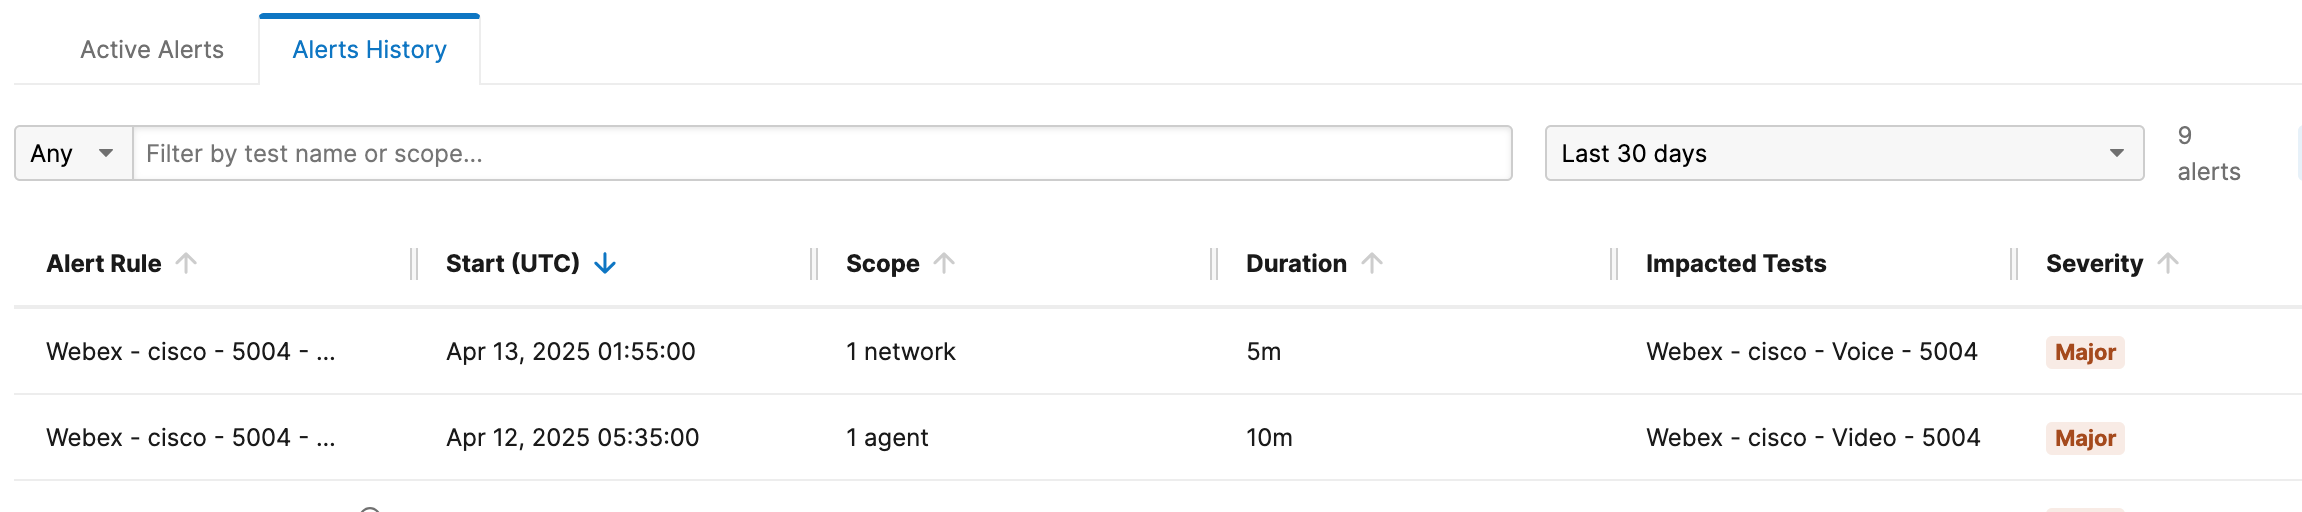 Active Alerts
Alerts History
Any
Filter by test name or scope...
Last 30 days
9
alerts
Alert Rule
Start (UTC)
Scope
Duration
Impacted Tests
Severity
Webex - cisco - 5004 - ...
Apr 13, 2025 01:55:00
1 network
5m
Webex - cisco - Voice - 5004
Major
Webex - cisco - 5004 - ...
Apr 12, 2025 05:35:00
1 agent
10m
Webex - cisco - Video - 5004
Major